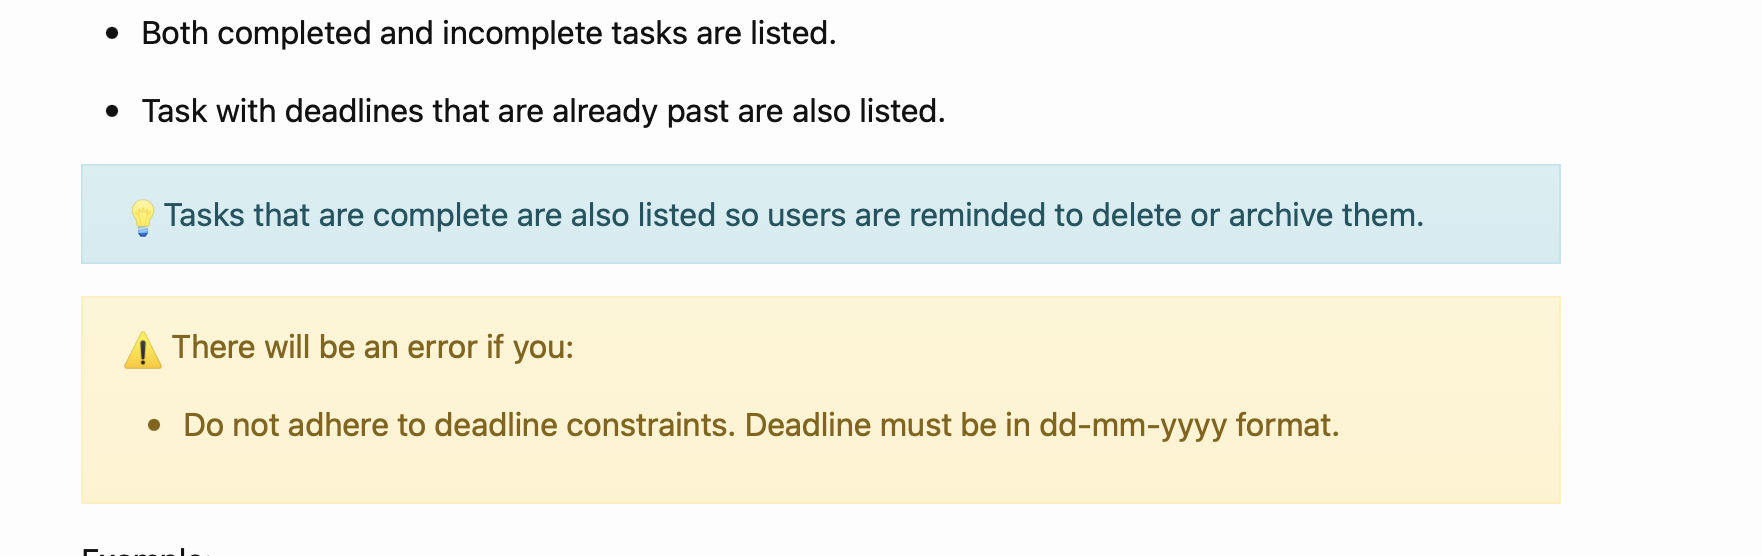 Both completed and incomplete tasks are listed.
Task with deadlines that are already past are also listed.
Tasks that are complete are also listed so users are reminded to delete or archive them.
There will be an error if you:
Do not adhere to deadline constraints. Deadline must be in dd-mm-yyyy format.
Example: